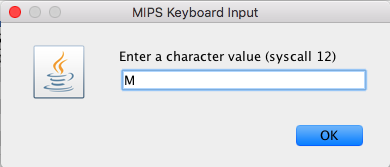 MIPS Keyboard Input
Enter a character value (syscall 12)
M
OK